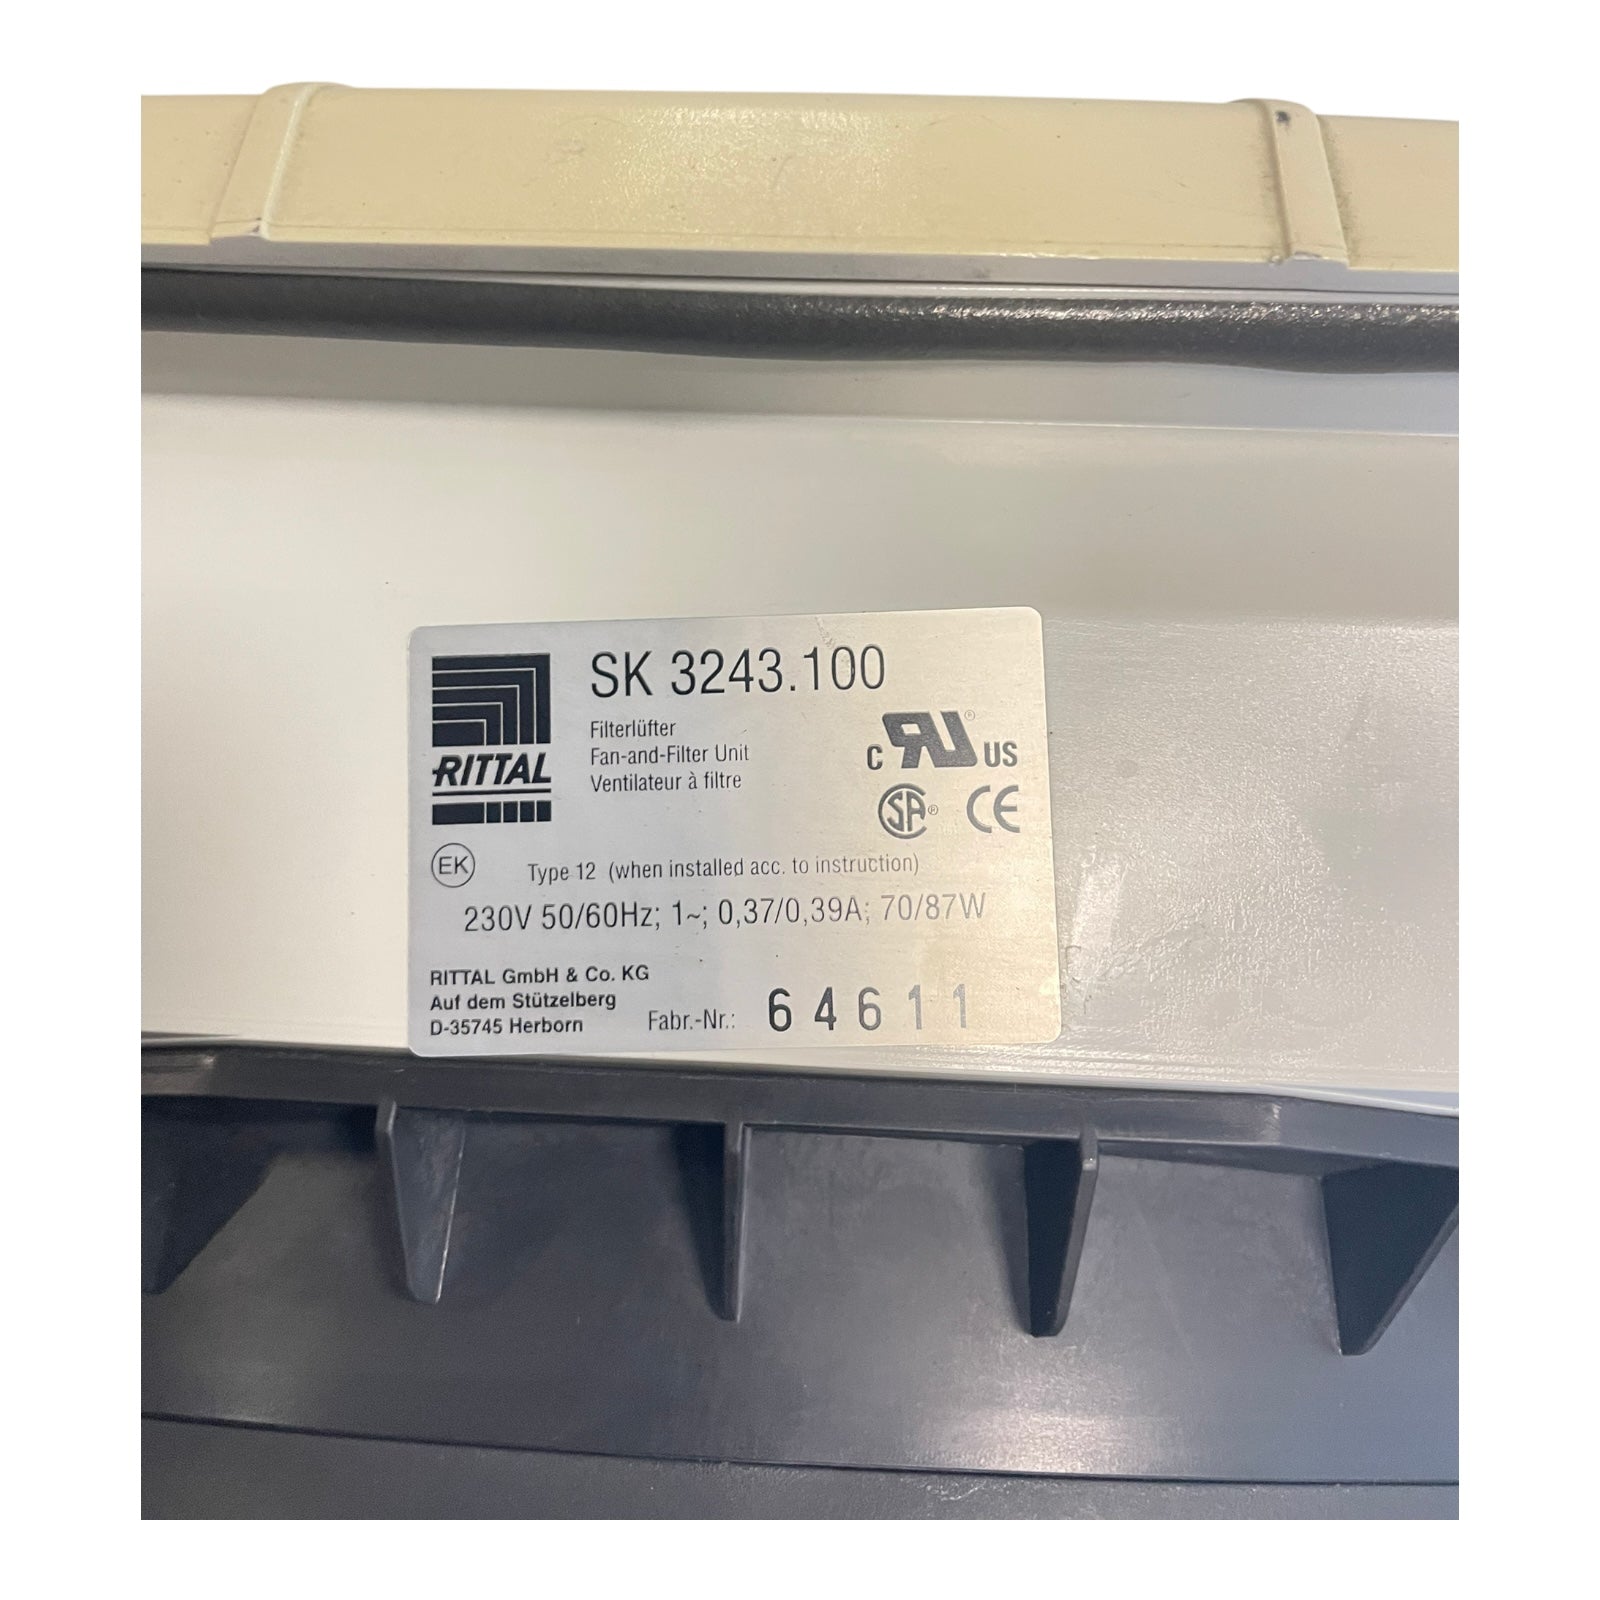 SK 3243.100
RITTAL
Filterlüfter
Fan-and-Filter Unit
Ventilateur à filtre
C RU® US
SA® CE
EK
Type 12 (when installed acc. to instruction)
230V 50/60Hz; 1~; 0,37/0,39A; 70/87W
RITTAL GmbH & Co. KG
Auf dem Stützelberg
D-35745 Herborn
Fabr.-Nr.: 64611